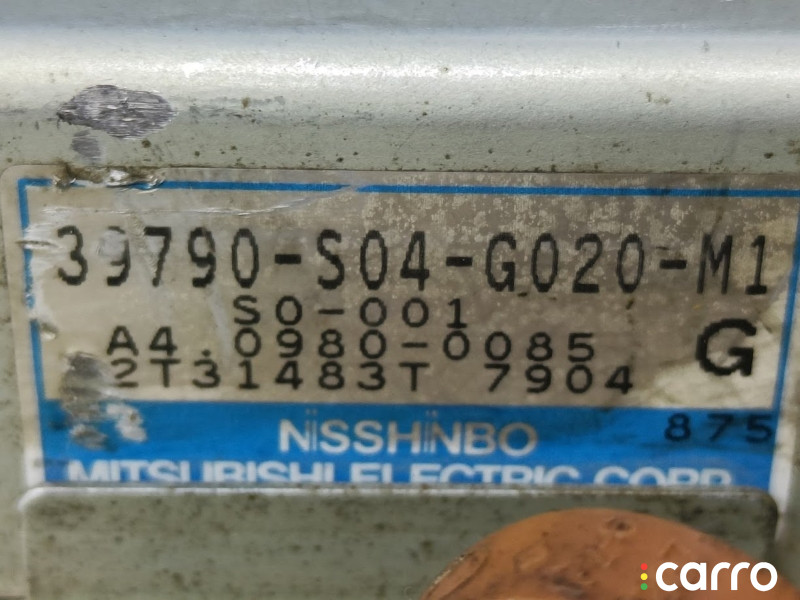 39790-S04-G020-M1
S0-001
A4.0980-0085
G
2T31483T 7904
NISSHINBO
875
MITSUBISHI ELECTRIC CORP
carro